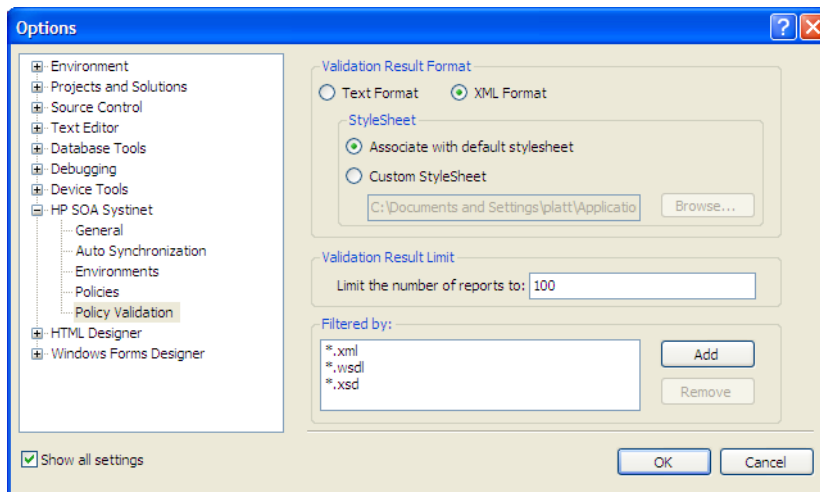 Options
Environment
Projects and Solutions
Source Control
Text Editor
Database Tools
Debugging
Device Tools
HP SOA Systinet
General
Auto Synchronization
Environments
Policies
Policy Validation
HTML Designer
Windows Forms Designer
Show all settings
Validation Result Format
Text Format XML Format
StyleSheet
Associate with default stylesheet
Custom StyleSheet
C:\Documents and Settings\platt\Applicatio Browse...
Validation Result Limit
Limit the number of reports to: 100
Filtered by:
*.xml
*.wsdl
*.xsd
Add
Remove
OK Cancel